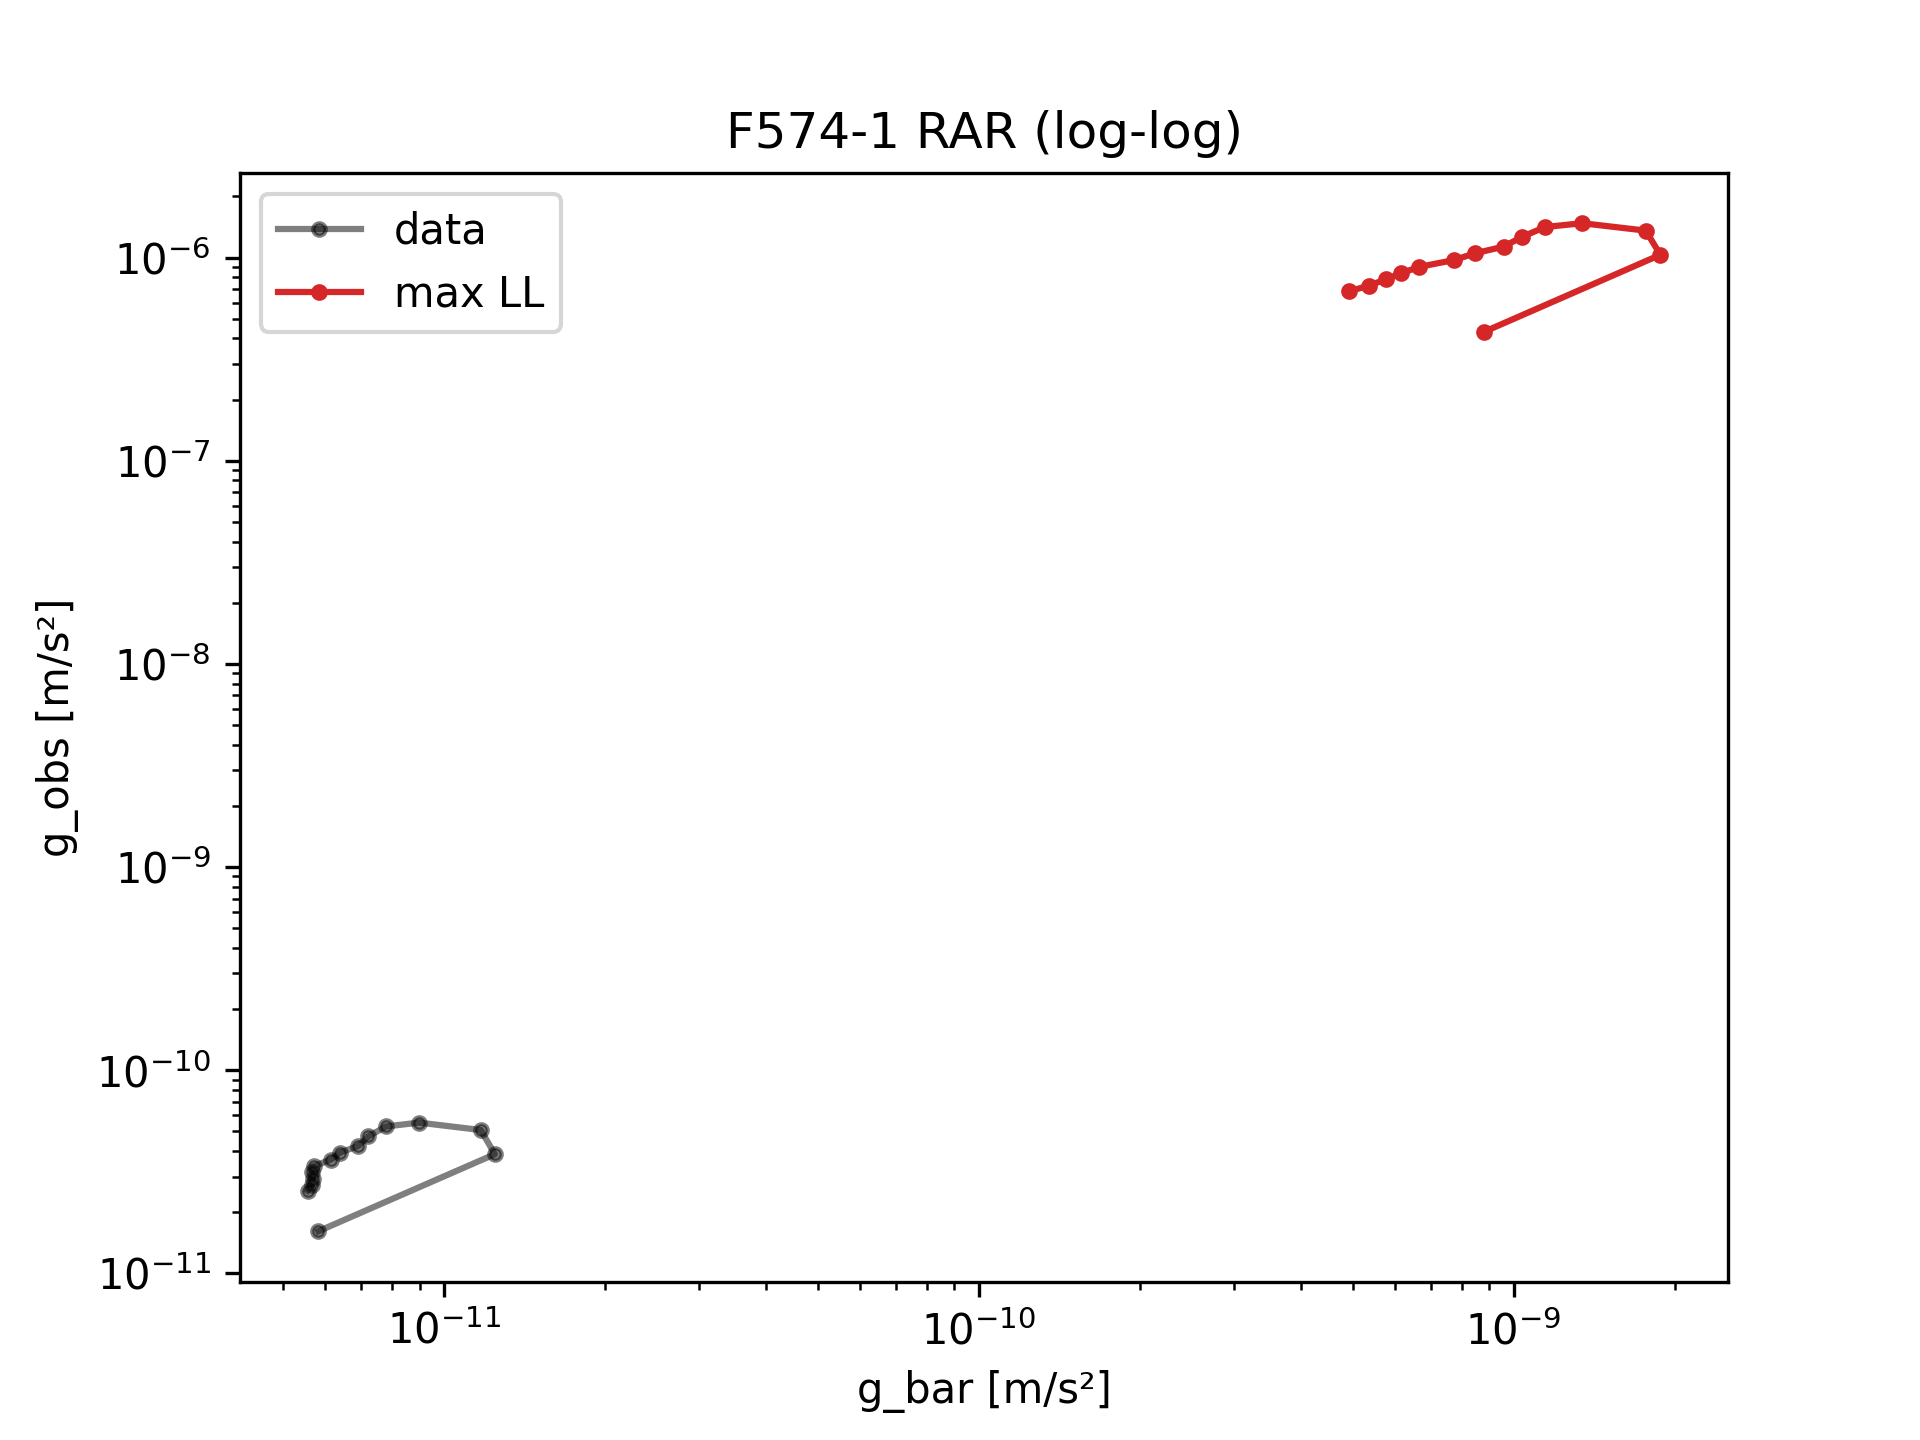 F574-1 RAR (log-log)
data
max LL
10⁻⁶
10⁻⁷
10⁻⁸
10⁻⁹
10⁻¹⁰
10⁻¹¹
g_obs [m/s²]
10⁻¹¹ 10⁻¹⁰ 10⁻⁹
g_bar [m/s²]